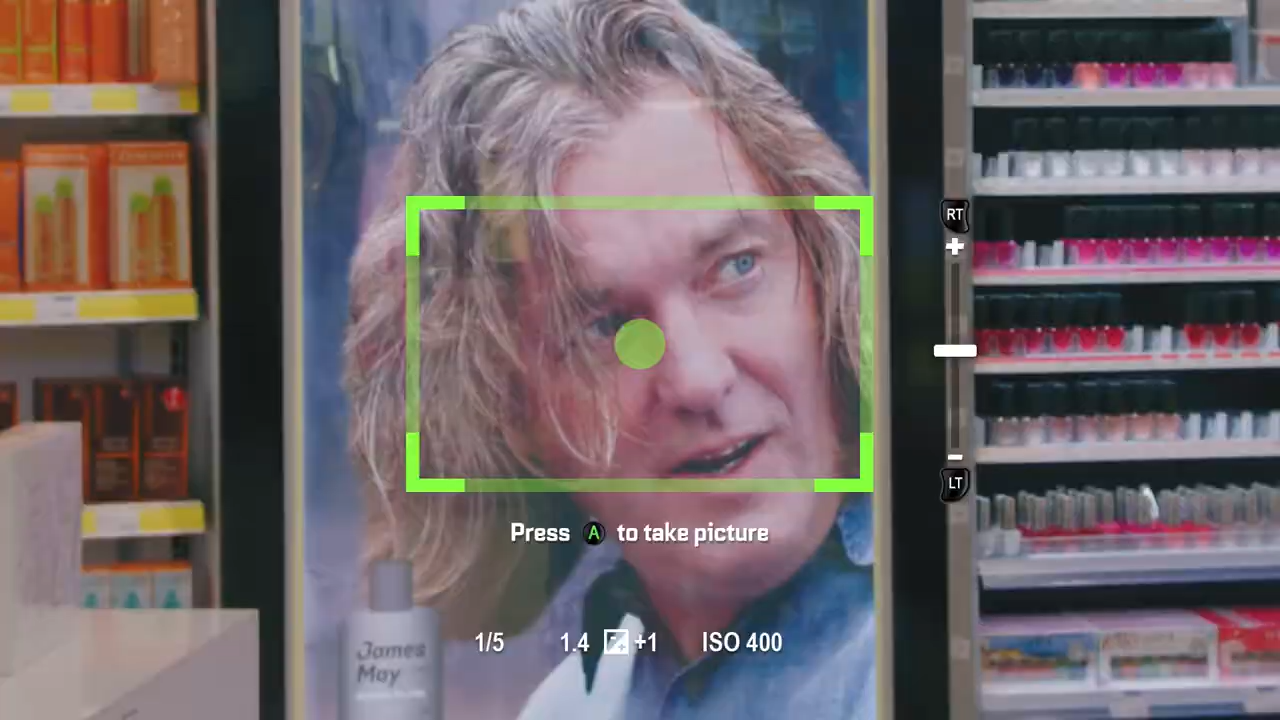 RT
LT
Press A to take picture
1/5 1.4 +1 ISO 400
James
May